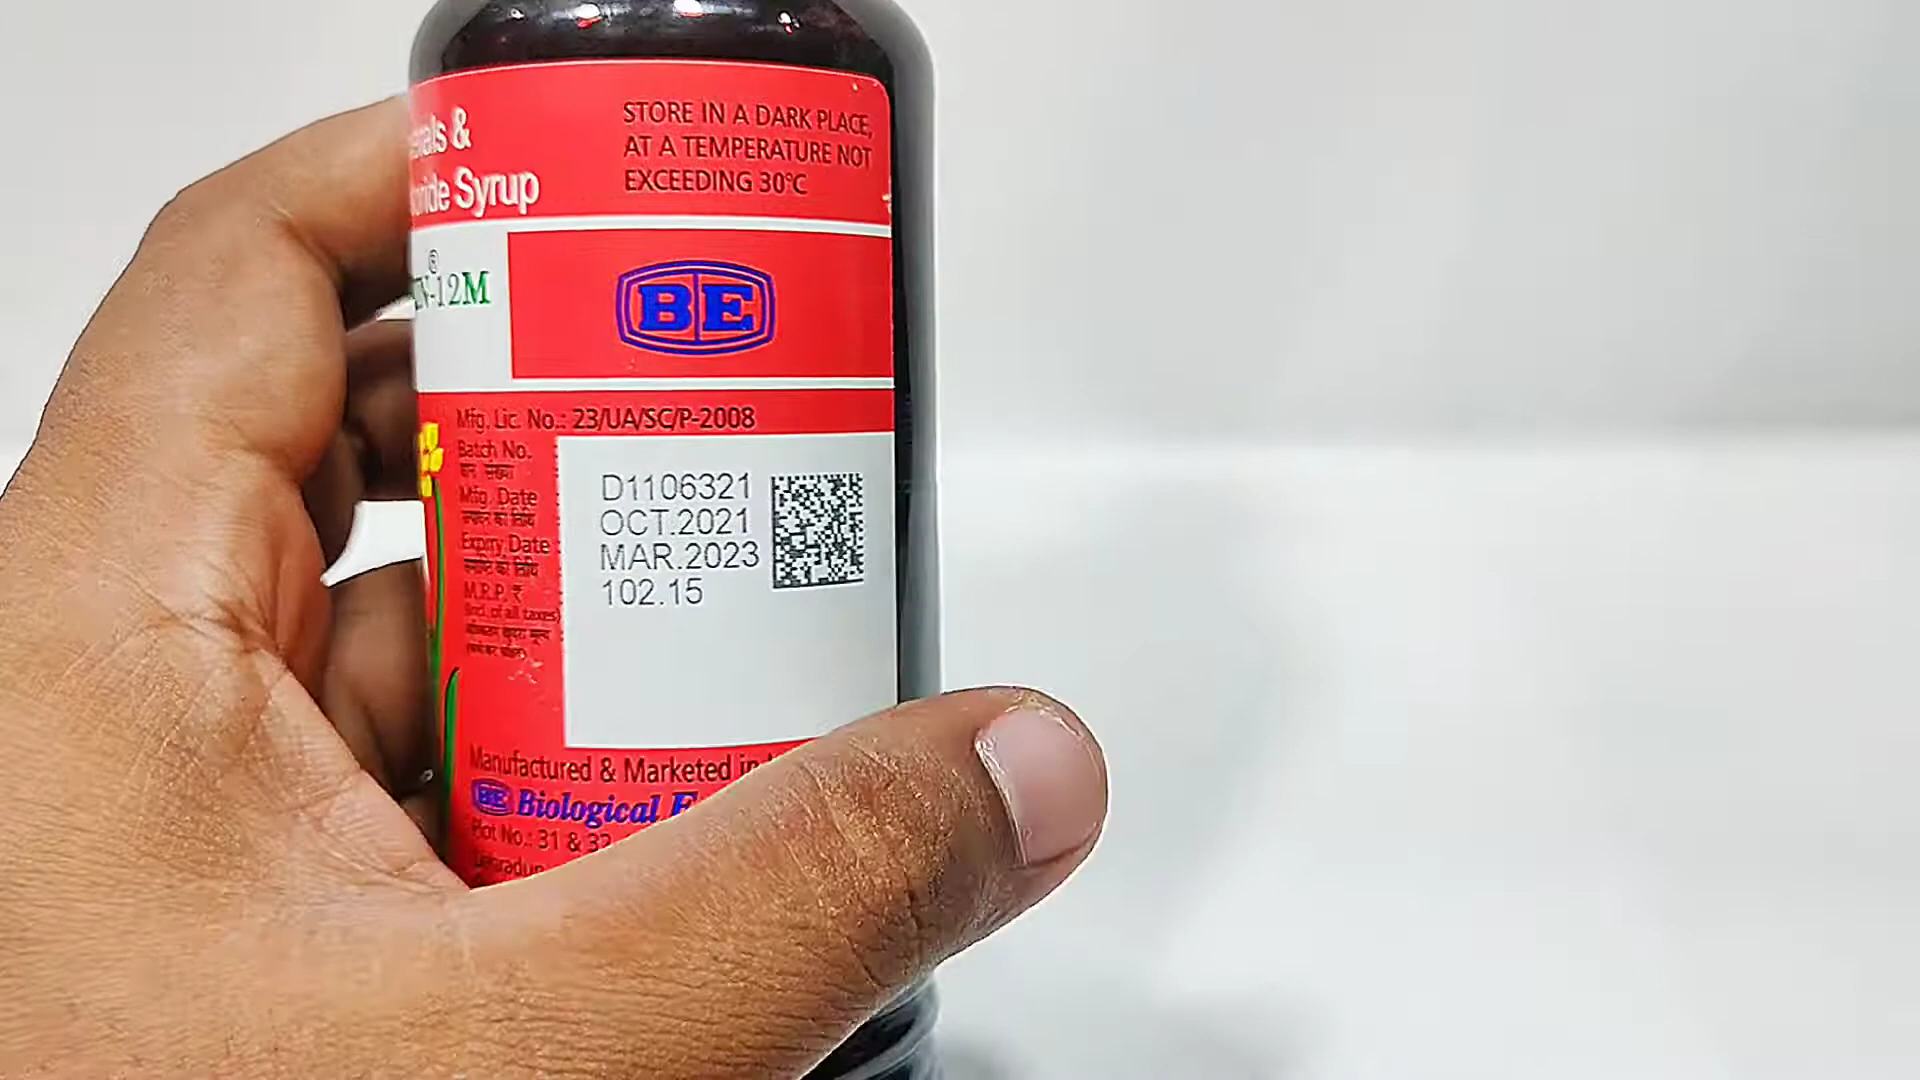 &
Syrup
STORE IN A DARK PLACE,
AT A TEMPERATURE NOT
EXCEEDING 30°C
-12M
®
BE
Mfg. Lic. No.: 23/UA/SC/P-2008
Batch No.
D1106321
Mfg. Date
OCT.2021
Expiry Date :
MAR.2023
M.R.P. ₹
102.15
(incl. of all taxes)
Manufactured & Marketed in
BE Biological E
Plot No.: 31 & 32